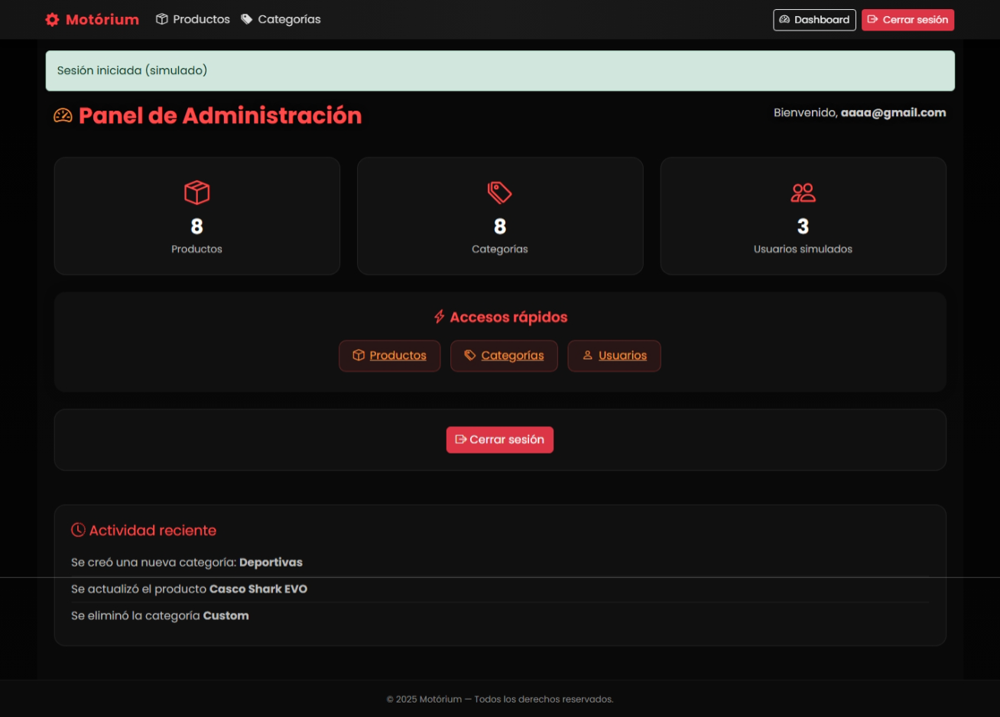 Motórium Productos Categorías Dashboard Cerrar sesión
Sesión iniciada (simulado)
Panel de Administración Bienvenido, aaaa@gmail.com
8 8 3
Productos Categorías Usuarios simulados
Accesos rápidos
Productos Categorías Usuarios
Cerrar sesión
Actividad reciente
Se creó una nueva categoría: Deportivas
Se actualizó el producto Casco Shark EVO
Se eliminó la categoría Custom
© 2025 Motórium — Todos los derechos reservados.